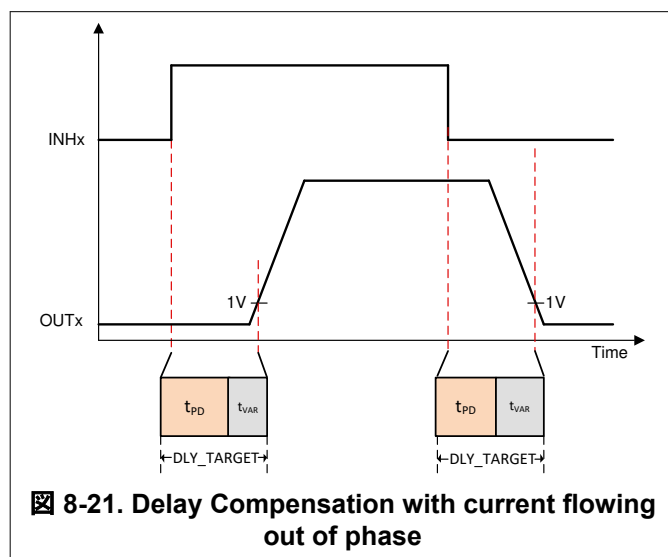 INHx
1V
1V
OUTx
Time
tPD
tVAR
tPD
tVAR
DLY_TARGET
DLY_TARGET
図 8-21. Delay Compensation with current flowing
out of phase